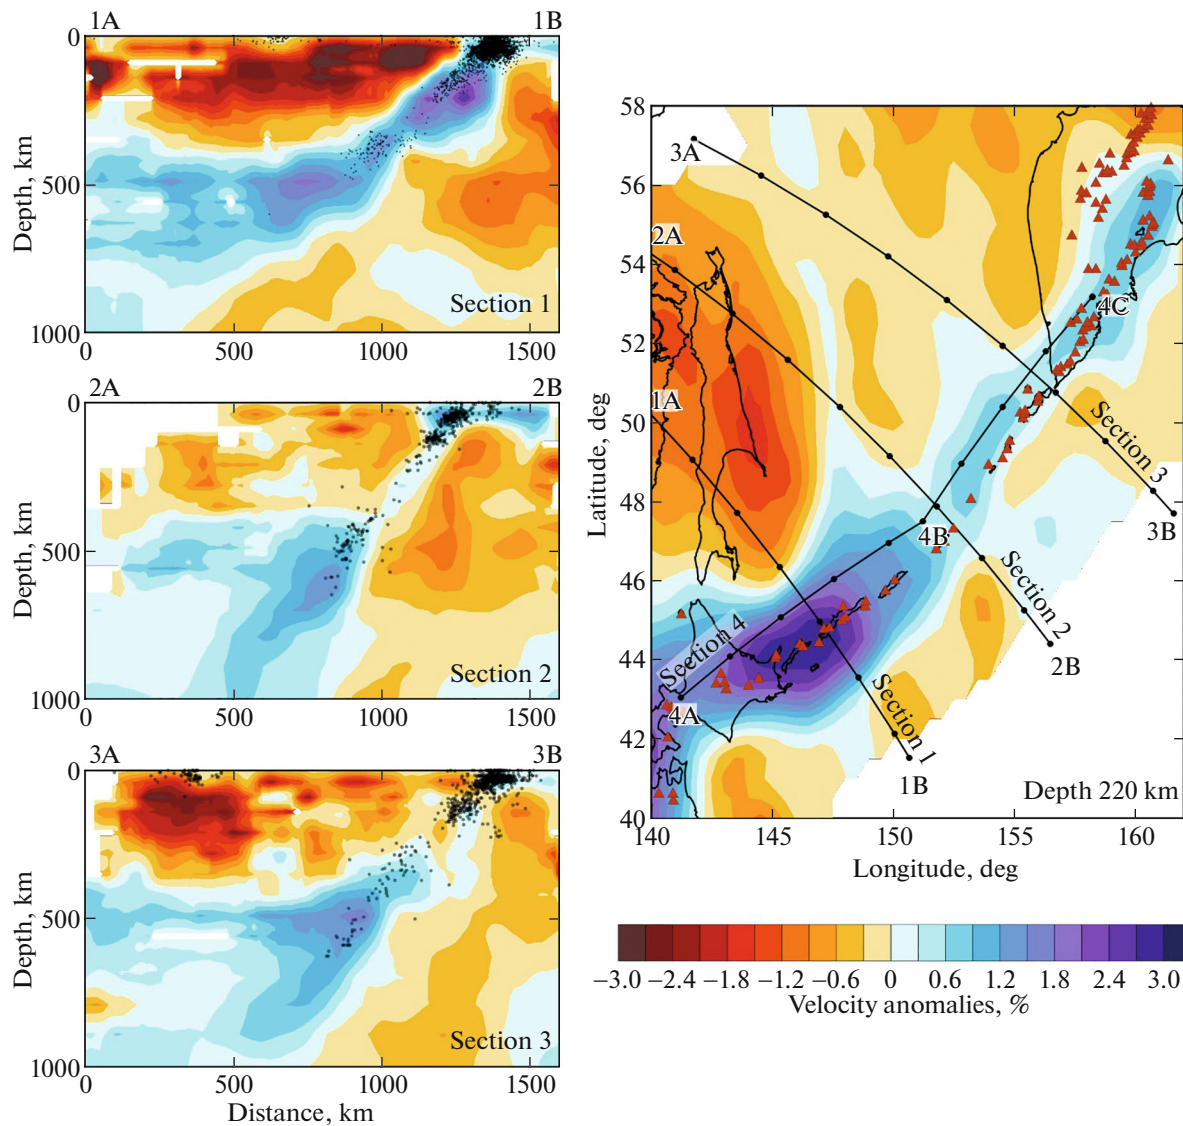 1A 1B
0
500
1000
Depth, km
Section 1
0 500 1000 1500
2A 2B
0
500
1000
Depth, km
Section 2
0 500 1000 1500
3A 3B
0
500
1000
Depth, km
Section 3
0 500 1000 1500
Distance, km
58
56
54
52
50
48
46
44
42
40
Latitude, deg
3A
2A
1A
4C
4B
4A
3B
2B
1B
Section 3
Section 2
Section 4
Section 1
Depth 220 km
140 145 150 155 160
Longitude, deg
−3.0 −2.4 −1.8 −1.2 −0.6 0 0.6 1.2 1.8 2.4 3.0
Velocity anomalies, %